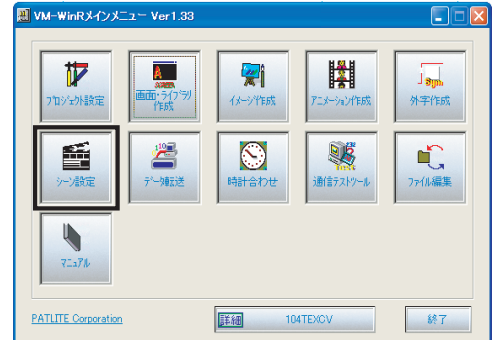 VM-WinRメインメニュー Ver1.33
プロジェクト設定
画面・ライブラリ
作成
イメージ作成
アニメーション作成
外字作成
シーン設定
データ転送
時計合わせ
通信テストツール
ファイル編集
マニュアル
PATLITE Corporation
詳細
104TEXCV
終了